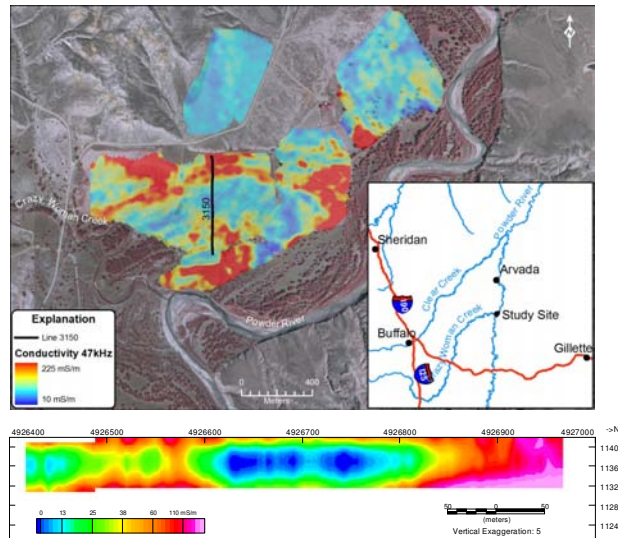 N
3150
Crazy Woman Creek
Powder River
Explanation
Line 3150
Conductivity 47kHz
225 mS/m
10 mS/m
0 400
Meters
Sheridan
Powder River
Clear Creek
Arvada
90
Study Site
Buffalo
Crazy Woman Creek
Gillette
4926400 4926500 4926600 4926700 4926800 4926900 4927000 ->N
1140
1136
1132
1128
1124
0 13 25 38 60 110 mS/m
50 0 50
(meters)
Vertical Exaggeration: 5